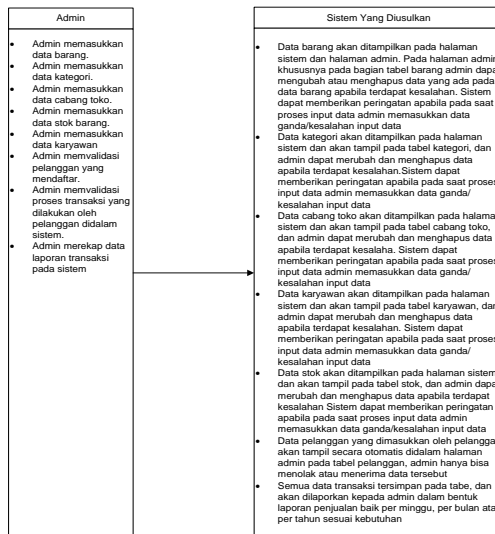 Admin
Admin memasukkan
data barang.
Admin memasukkan
data kategori.
Admin memasukkan
data cabang toko.
Admin memasukkan
data stok barang.
Admin memasukkan
data karyawan
Admin memvalidasi
pelanggan yang
mendaftar.
Admin memvalidasi
proses transaksi yang
dilakukan oleh
pelanggan didalam
sistem.
Admin merekap data
laporan transaksi
pada sistem
Sistem Yang Diusulkan
Data barang akan ditampilkan pada halaman
sistem dan halaman admin. Pada halaman admin
khususnya pada bagian tabel barang admin dapa
mengubah atau menghapus data yang ada pada
data barang apabila terdapat kesalahan. Sistem
dapat memberikan peringatan apabila pada saat
proses input data admin memasukkan data
ganda/kesalahan input data
Data kategori akan ditampilkan pada halaman
sistem dan akan tampil pada tabel kategori, dan
admin dapat merubah dan menghapus data
apabila terdapat kesalahan.Sistem dapat
memberikan peringatan apabila pada saat proses
input data admin memasukkan data ganda/
kesalahan input data
Data cabang toko akan ditampilkan pada halama
sistem dan akan tampil pada tabel cabang toko,
dan admin dapat merubah dan menghapus data
apabila terdapat kesalaha. Sistem dapat
memberikan peringatan apabila pada saat proses
input data admin memasukkan data ganda/
kesalahan input data
Data karyawan akan ditampilkan pada halaman
sistem dan akan tampil pada tabel karyawan, dan
admin dapat merubah dan menghapus data
apabila terdapat kesalahan. Sistem dapat
memberikan peringatan apabila pada saat proses
input data admin memasukkan data ganda/
kesalahan input data
Data stok akan ditampilkan pada halaman sistem
dan akan tampil pada tabel stok, dan admin dapa
merubah dan menghapus data apabila terdapat
kesalahan Sistem dapat memberikan peringatan
apabila pada saat proses input data admin
memasukkan data ganda/kesalahan input data
Data pelanggan yang dimasukkan oleh pelangga
akan tampil secara otomatis didalam halaman
admin pada tabel pelanggan, admin hanya bisa
menolak atau menerima data tersebut
Semua data transaksi tersimpan pada tabe, dan
akan dilaporkan kepada admin dalam bentuk
laporan penjualan baik per minggu, per bulan ata
per tahun sesuai kebutuhan